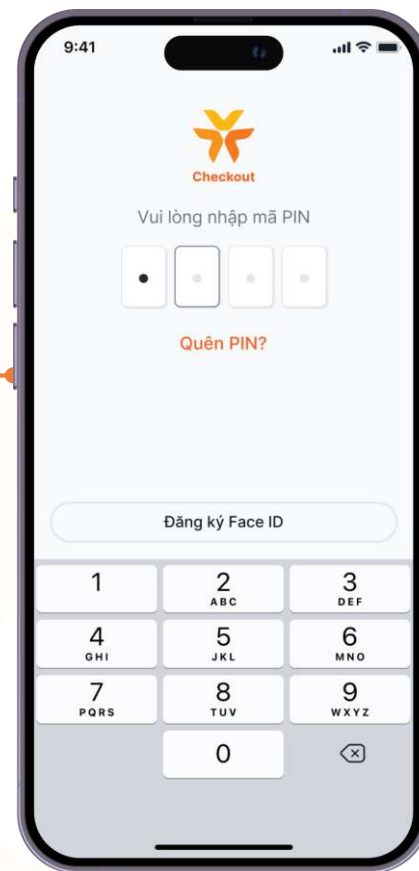 9:41
Checkout
Vui lòng nhập mã PIN
Quên PIN?
Đăng ký Face ID
1 2 3
ABC DEF
4 5 6
GHI JKL MNO
7 8 9
PQRS TUV WXYZ
0